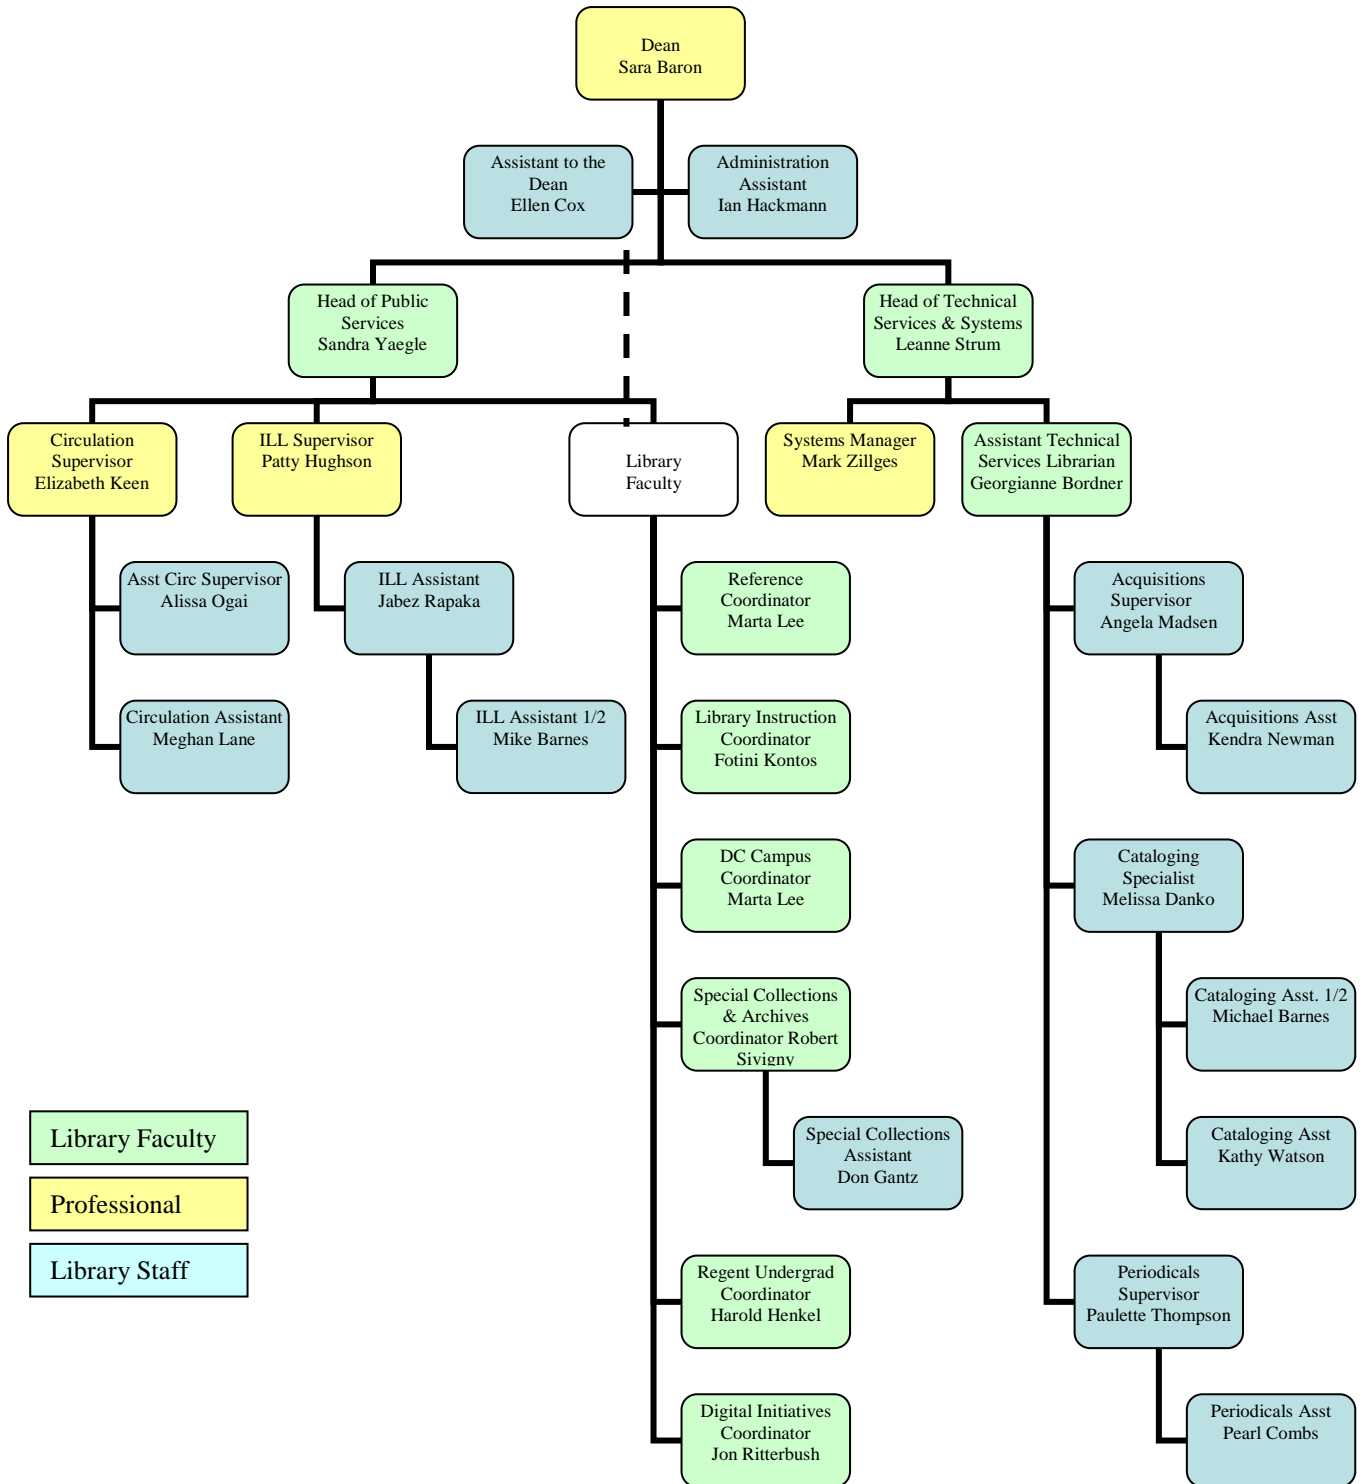 Dean
Sara Baron
Assistant to the
Dean
Ellen Cox
Administration
Assistant
Ian Hackmann
Head of Public
Services
Sandra Yaegle
Head of Technical
Services & Systems
Leanne Strum
Circulation
Supervisor
Elizabeth Keen
ILL Supervisor
Patty Hughson
Library
Faculty
Systems Manager
Mark Zillges
Assistant Technical
Services Librarian
Georgianne Bordner
Asst Circ Supervisor
Alissa Ogai
ILL Assistant
Jabez Rapaka
Reference
Coordinator
Marta Lee
Acquisitions
Supervisor
Angela Madsen
Circulation Assistant
Meghan Lane
ILL Assistant 1/2
Mike Barnes
Library Instruction
Coordinator
Fotini Kontos
Acquisitions Asst
Kendra Newman
DC Campus
Coordinator
Marta Lee
Cataloging
Specialist
Melissa Danko
Special Collections
& Archives
Coordinator Robert
Sivigny
Cataloging Asst. 1/2
Michael Barnes
Special Collections
Assistant
Don Gantz
Cataloging Asst
Kathy Watson
Library Faculty
Professional
Library Staff
Regent Undergrad
Coordinator
Harold Henkel
Periodicals
Supervisor
Paulette Thompson
Digital Initiatives
Coordinator
Jon Ritterbush
Periodicals Asst
Pearl Combs